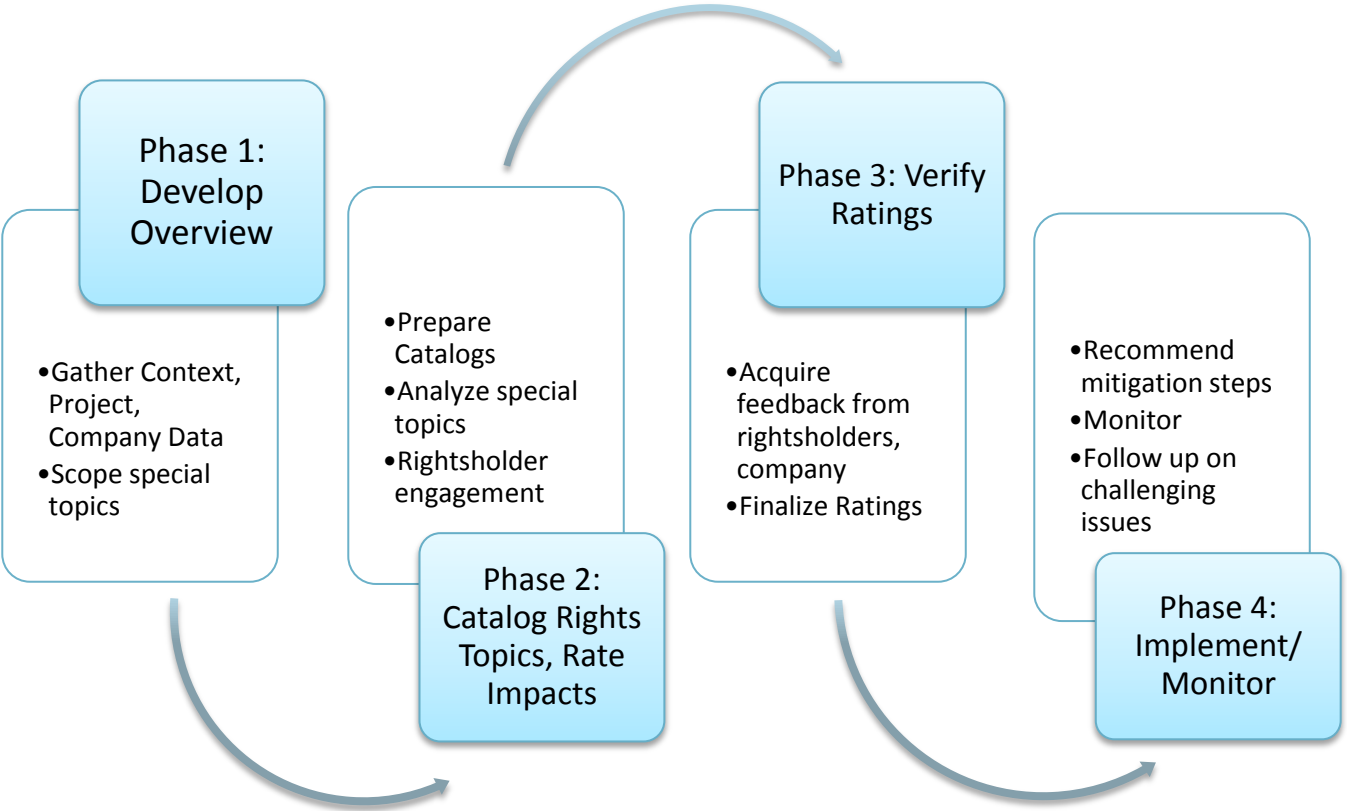 Phase 1:
Develop
Overview
•Gather Context,
Project,
Company Data
•Scope special
topics
•Prepare
Catalogs
•Analyze special
topics
•Rightsholder
engagement
Phase 2:
Catalog Rights
Topics, Rate
Impacts
Phase 3: Verify
Ratings
•Acquire
feedback from
rightsholders,
company
•Finalize Ratings
•Recommend
mitigation steps
•Monitor
•Follow up on
challenging
issues
Phase 4:
Implement/
Monitor